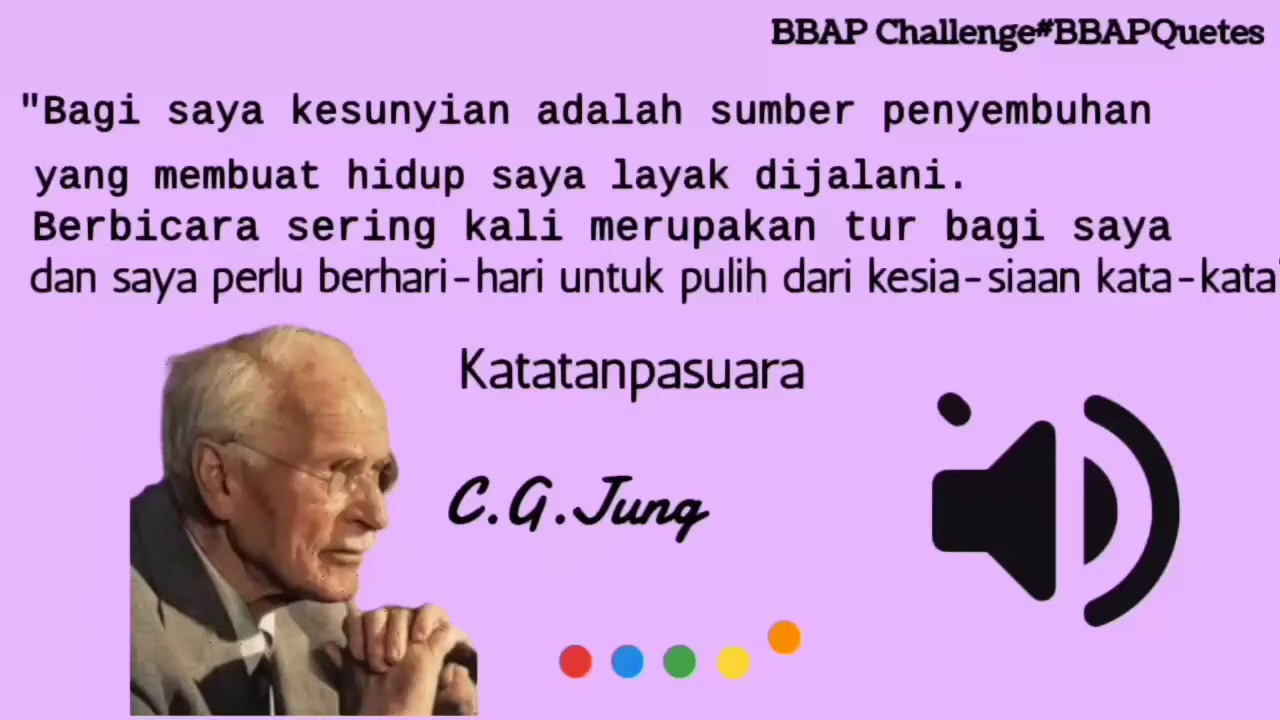 BBAP Challenge#BBAPQuetes
"Bagi saya kesunyian adalah sumber penyembuhan
yang membuat hidup saya layak dijalani.
Berbicara sering kali merupakan tur bagi saya
dan saya perlu berhari-hari untuk pulih dari kesia-siaan kata-kata"
Katatanpasuara
C.G.Jung